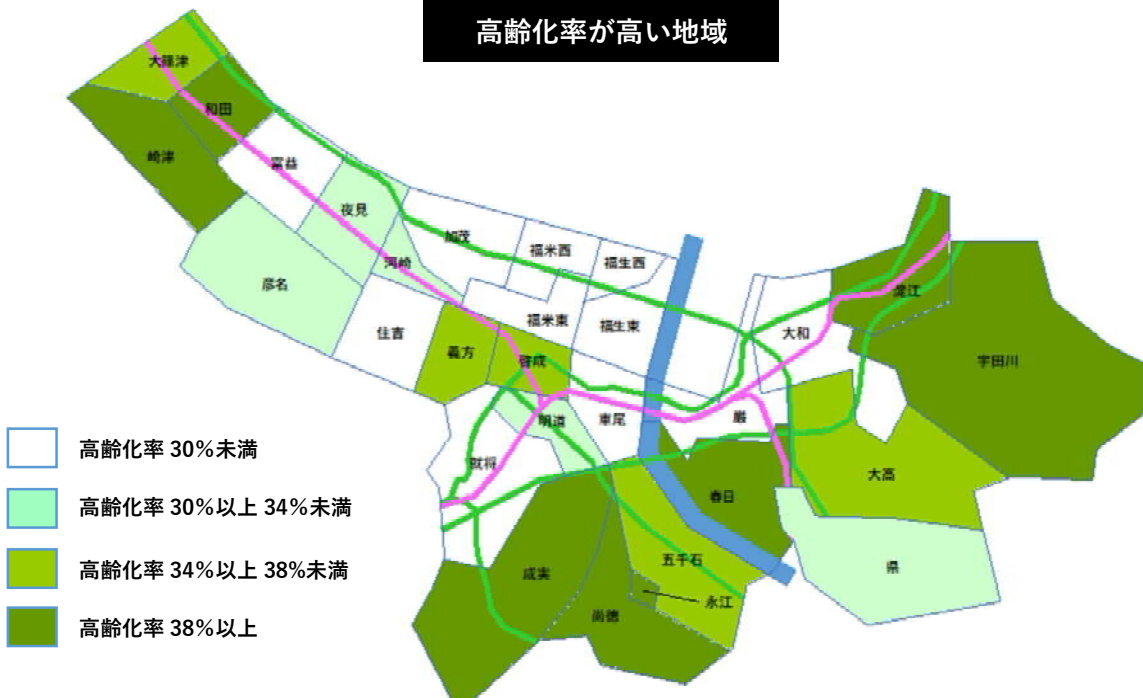 高齢化率が高い地域
大篠津
和田
崎津
富益
夜見
加茂
河崎
彦名
福米西
福生西
住吉
福米東
福生東
義方
啓成
大和
淀江
宇田川
明道
車尾
巌
就将
大高
春日
県
五千石
成実
永江
尚徳
高齢化率 30%未満
高齢化率 30%以上 34%未満
高齢化率 34%以上 38%未満
高齢化率 38%以上